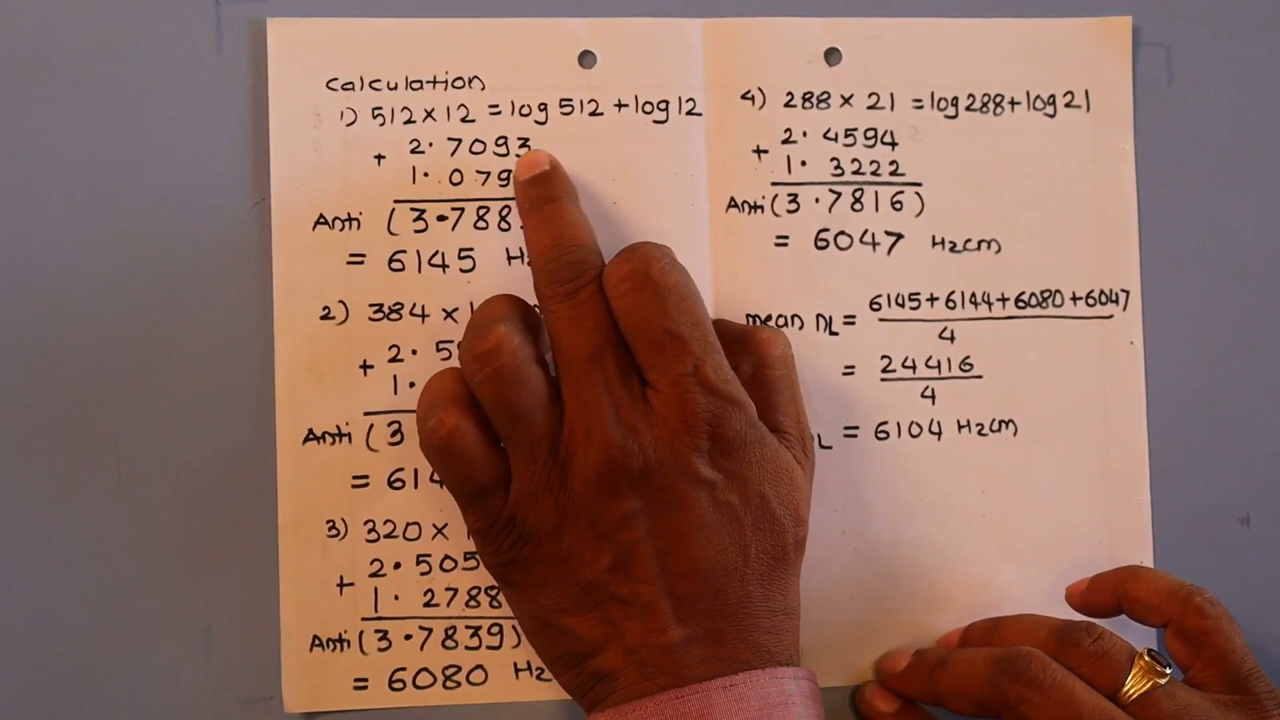 Calculation
1) 512 × 12 = log 512 + log 12
+ 2.7093
1.079
Anti (3.788
= 6145
2) 384 ×
+ 2.5
1.
Anti (3
= 614
3) 320 ×
+ 2.505
1.2788
Anti (3.7839)
= 6080 Hz
4) 288 × 21 = log 288 + log 21
+ 2.4594
1.3222
Anti (3.7816)
= 6047 Hzcm
mean nL = 6145+6144+6080+6047
4
= 24416
4
L = 6104 Hzcm